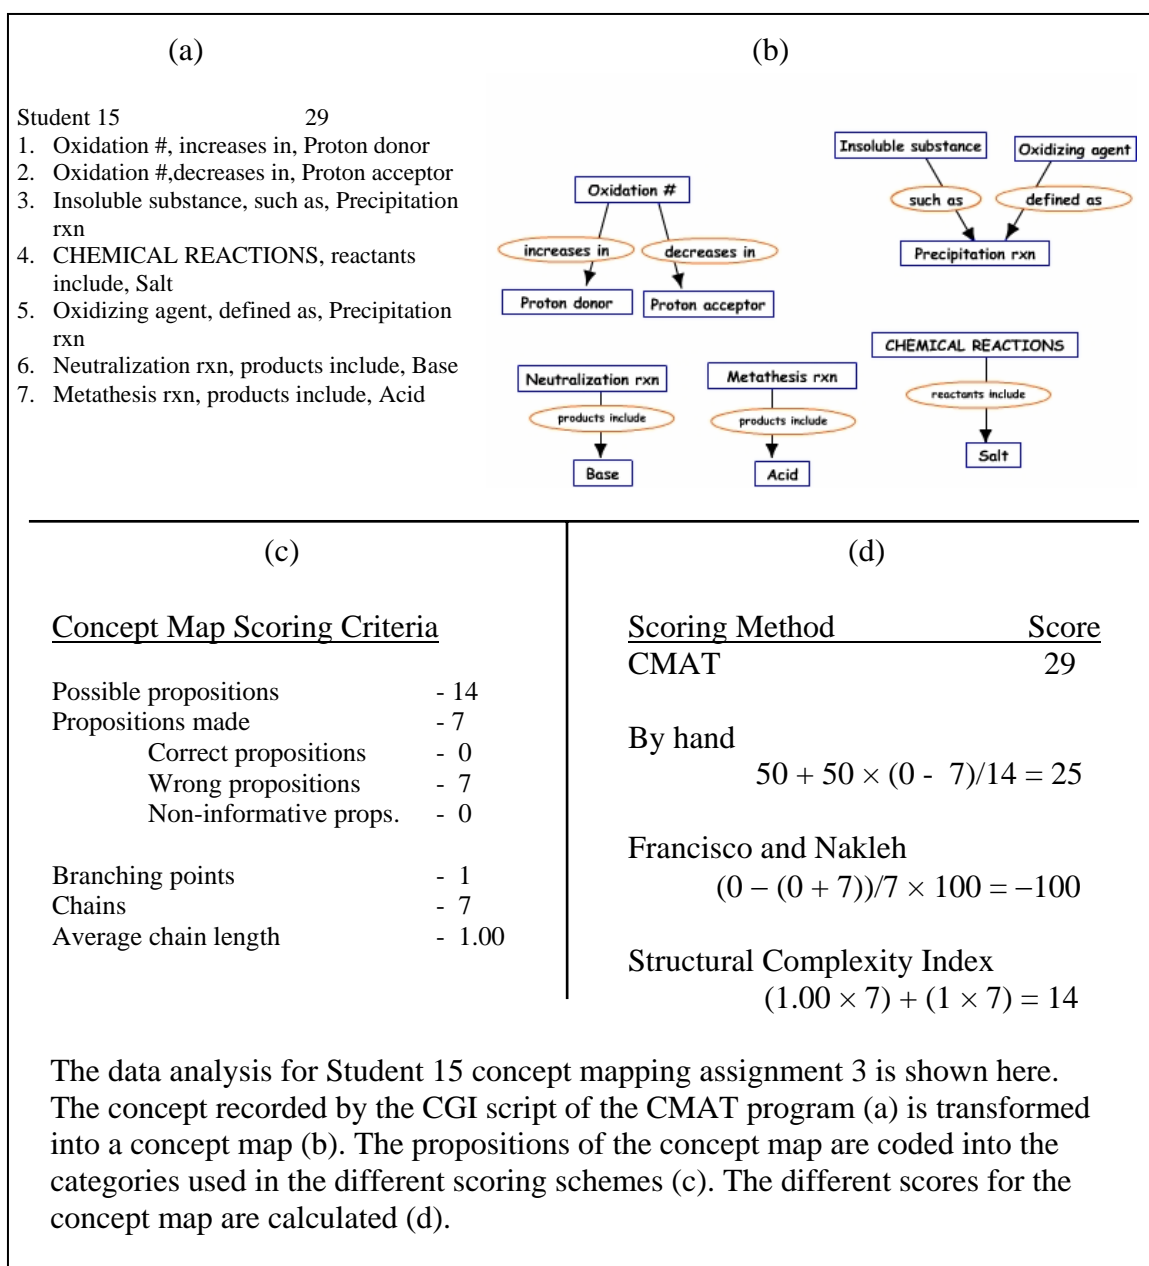 (a)
(b)
Student 15 29
1. Oxidation #, increases in, Proton donor
2. Oxidation #,decreases in, Proton acceptor
3. Insoluble substance, such as, Precipitation
rxn
4. CHEMICAL REACTIONS, reactants
include, Salt
5. Oxidizing agent, defined as, Precipitation
rxn
6. Neutralization rxn, products include, Base
7. Metathesis rxn, products include, Acid
Insoluble substance
Oxidizing agent
Oxidation #
such as
defined as
increases in
decreases in
Precipitation rxn
Proton donor
Proton acceptor
CHEMICAL REACTIONS
Neutralization rxn
Metathesis rxn
reactants include
products include
products include
Salt
Base
Acid
(c)
Concept Map Scoring Criteria
Possible propositions - 14
Propositions made - 7
Correct propositions - 0
Wrong propositions - 7
Non-informative props. - 0
Branching points - 1
Chains - 7
Average chain length - 1.00
(d)
Scoring Method Score
CMAT 29
By hand
50 + 50 × (0 - 7)/14 = 25
Francisco and Nakleh
(0 − (0 + 7))/7 × 100 = −100
Structural Complexity Index
(1.00 × 7) + (1 × 7) = 14
The data analysis for Student 15 concept mapping assignment 3 is shown here.
The concept recorded by the CGI script of the CMAT program (a) is transformed
into a concept map (b). The propositions of the concept map are coded into the
categories used in the different scoring schemes (c). The different scores for the
concept map are calculated (d).